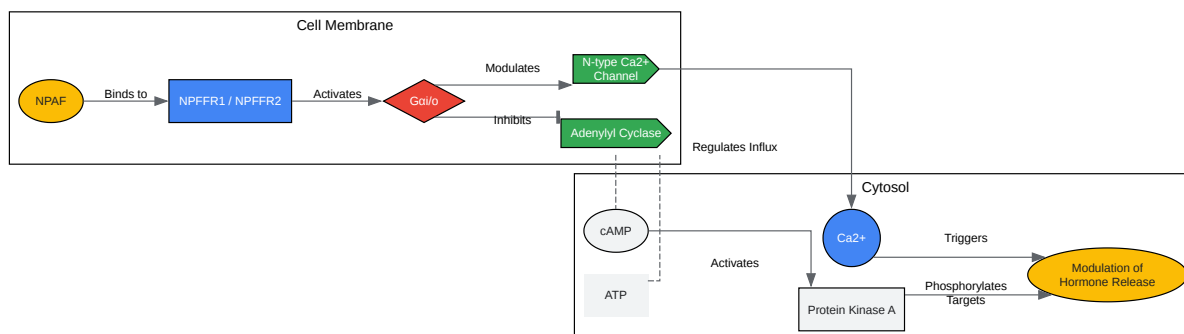 Cell Membrane
NPAF
Binds to
NPFFR1 / NPFFR2
Activates
Gαi/o
Modulates
N-type Ca2+
Channel
Inhibits
Adenylyl Cyclase
Regulates Influx
Cytosol
cAMP
Activates
ATP
Ca2+
Triggers
Protein Kinase A
Phosphorylates
Targets
Modulation of
Hormone Release